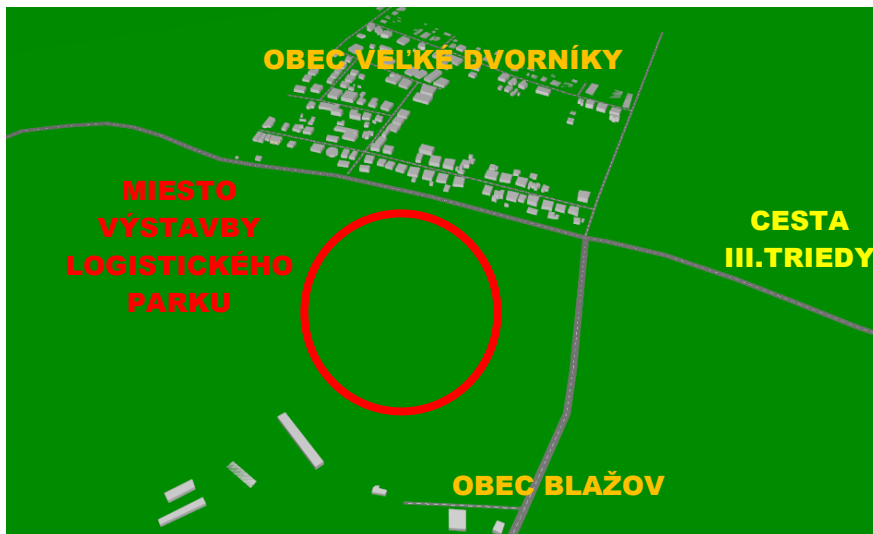 OBEC VEĽKÉ DVORNÍKY
MIESTO
VÝSTAVBY
LOGISTICKÉHO
PARKU
CESTA
III.TRIEDY
OBEC BLAŽOV